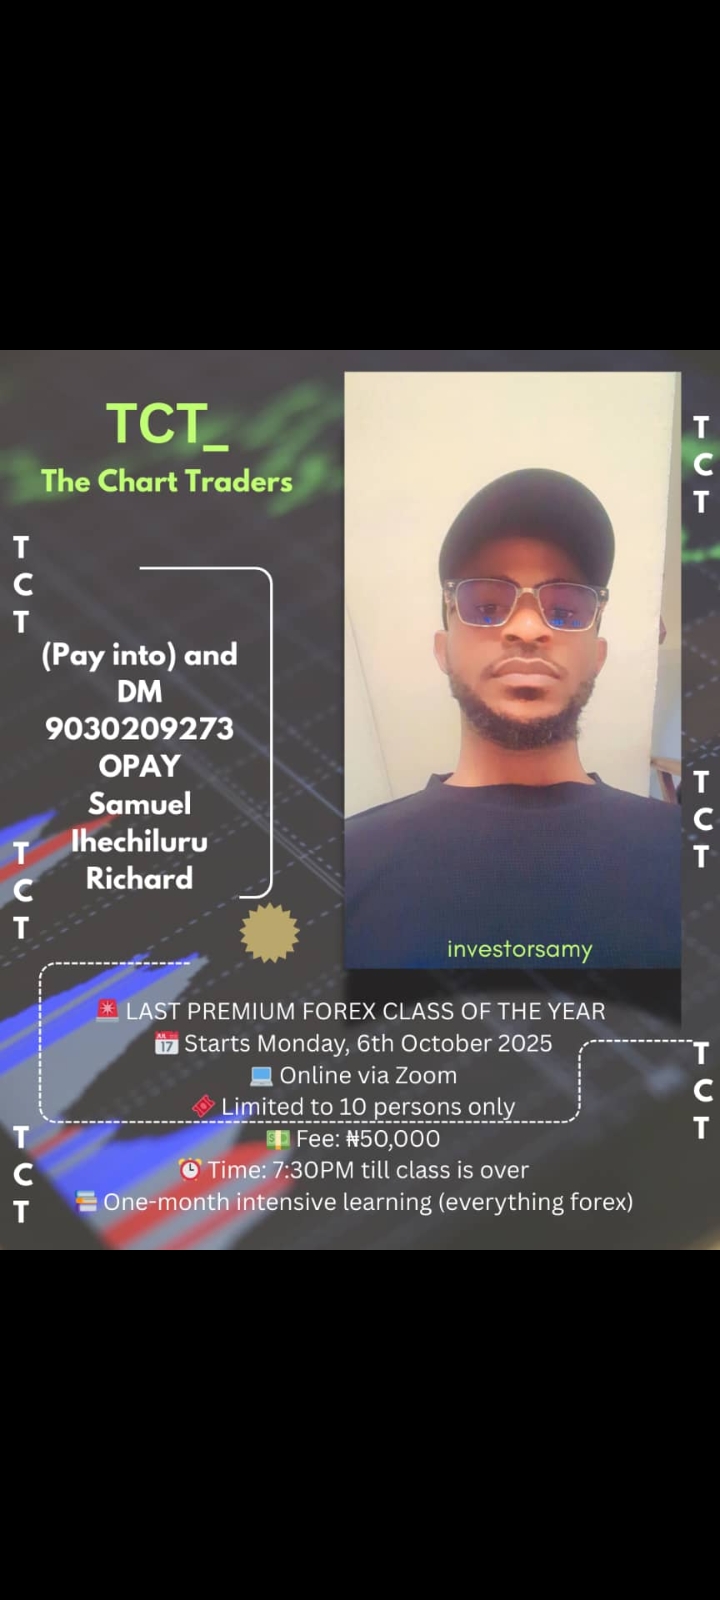 TCT_
The Chart Traders
T
C
T
(Pay into) and
DM
9030209273
OPAY
Samuel
Ihechiluru
Richard
T
C
T
investorsamy
T
C
T
T
C
T
🚨 LAST PREMIUM FOREX CLASS OF THE YEAR
📅 Starts Monday, 6th October 2025
💻 Online via Zoom
🎟️ Limited to 10 persons only
💵 Fee: ₦50,000
⏰ Time: 7:30PM till class is over
📚 One-month intensive learning (everything forex)
T
C
T
T
C
T